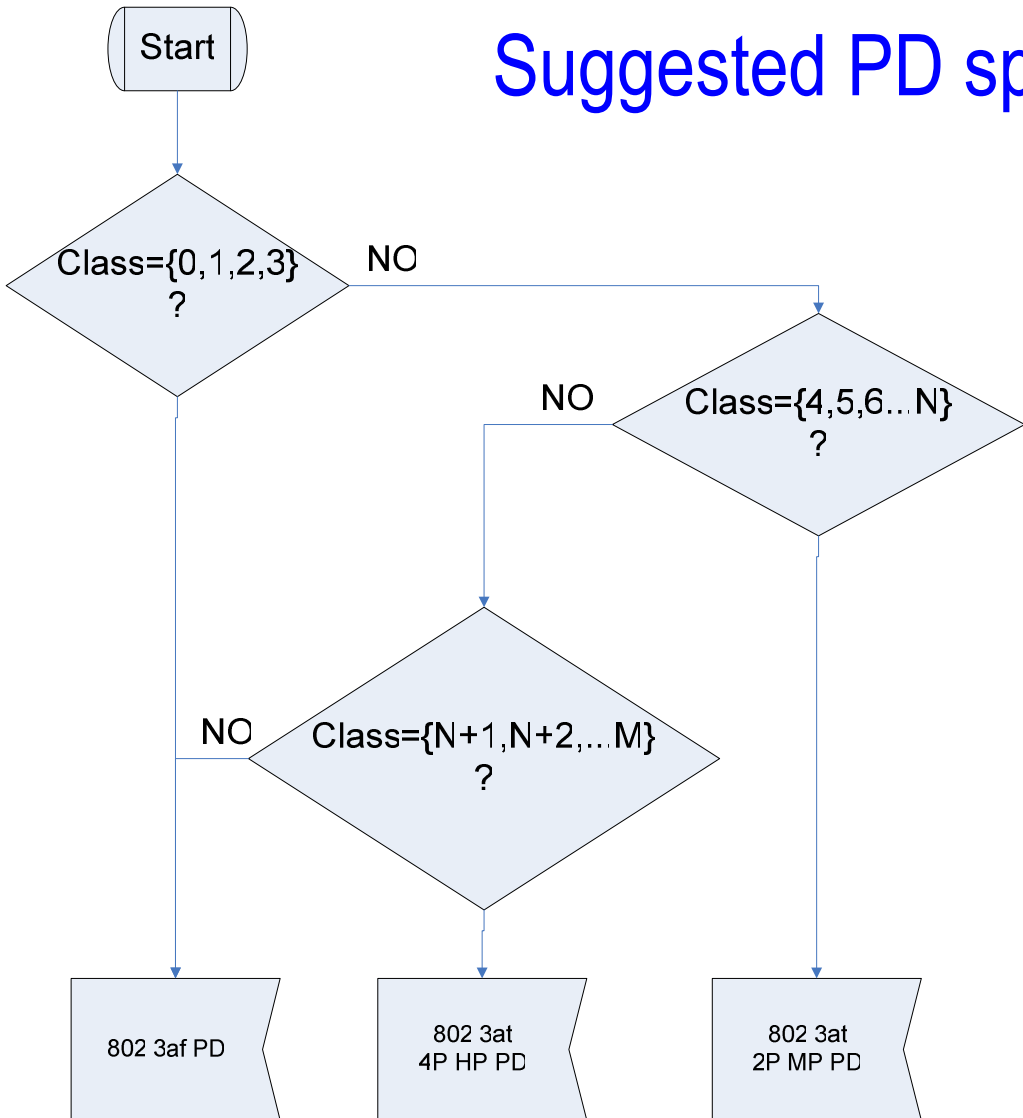 Start
Suggested PD sp
Class={0,1,2,3}
?
NO
Class={4,5,6...N}
?
NO
Class={N+1,N+2,...M}
?
NO
802 3af PD
802 3at
4P HP PD
802 3at
2P MP PD